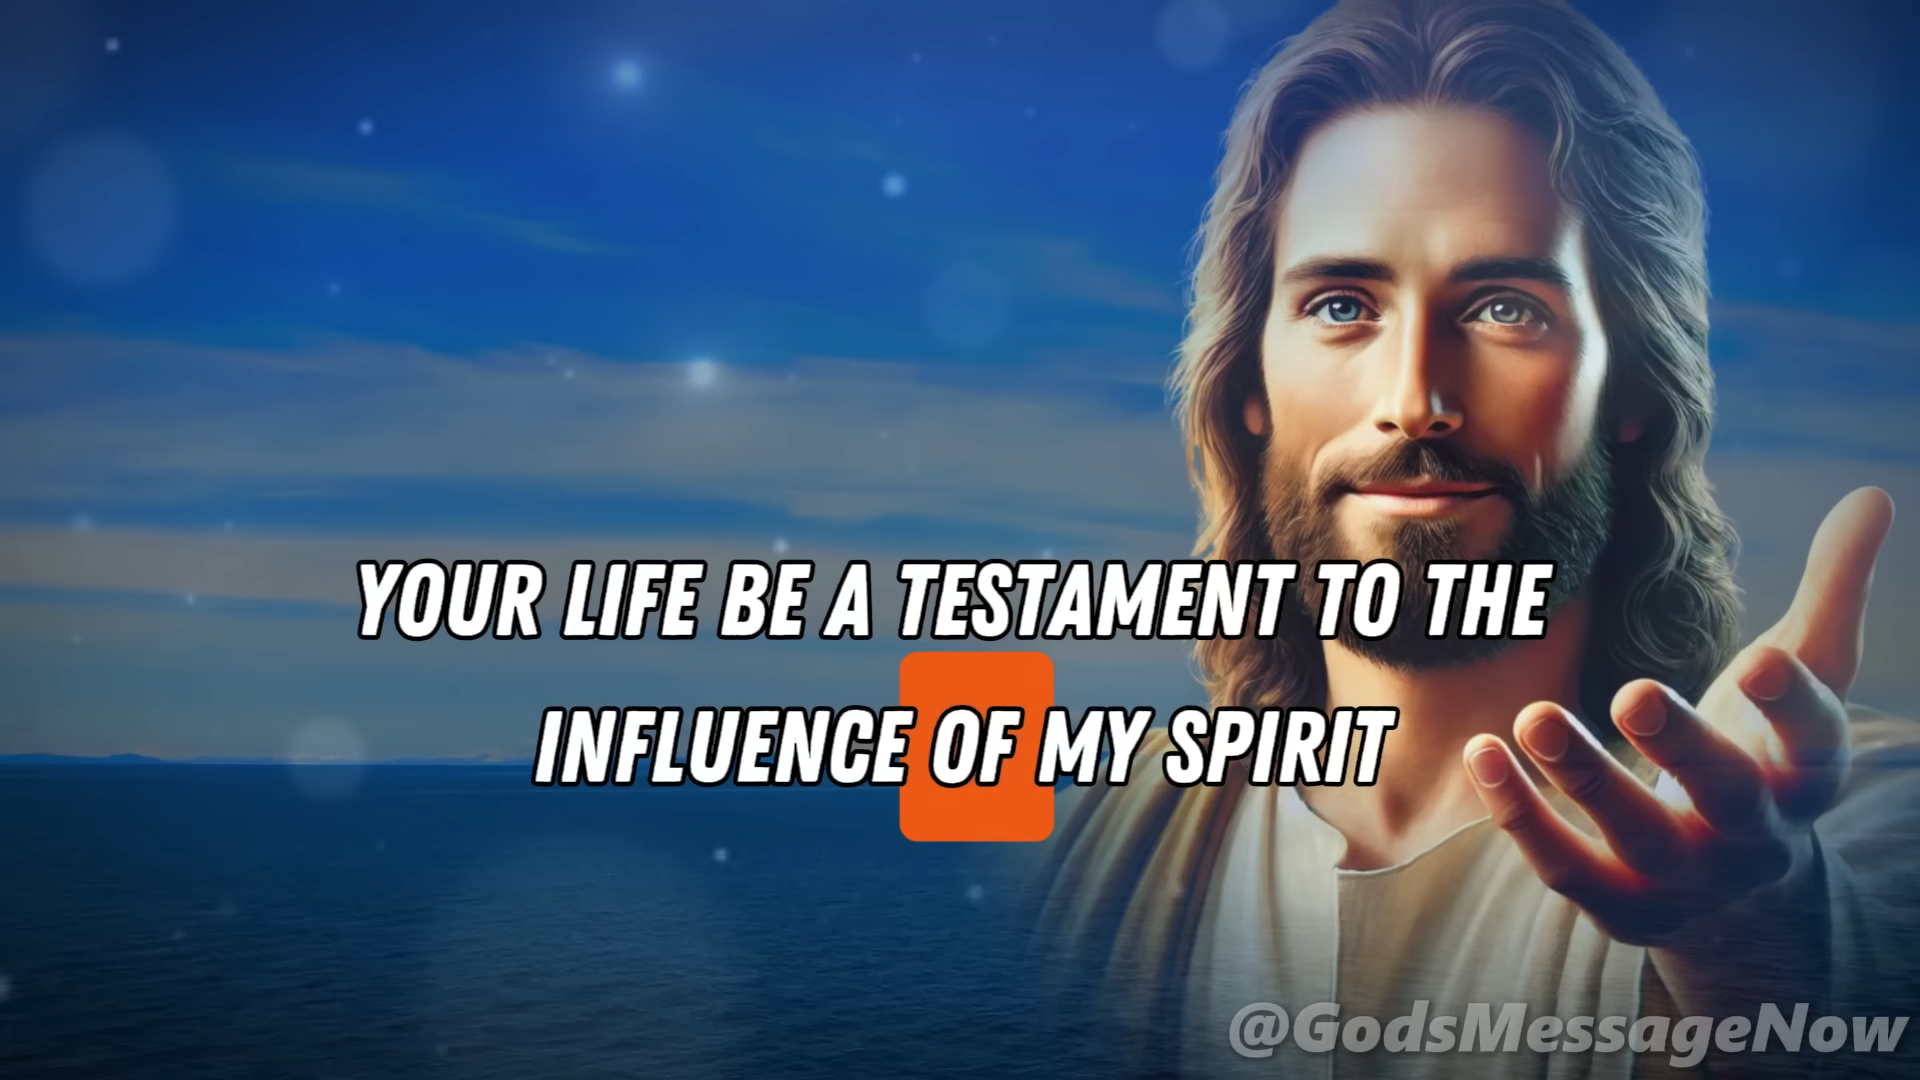 YOUR LIFE BE A TESTAMENT TO THE
INFLUENCE OF MY SPIRIT
@GodsMessageNow